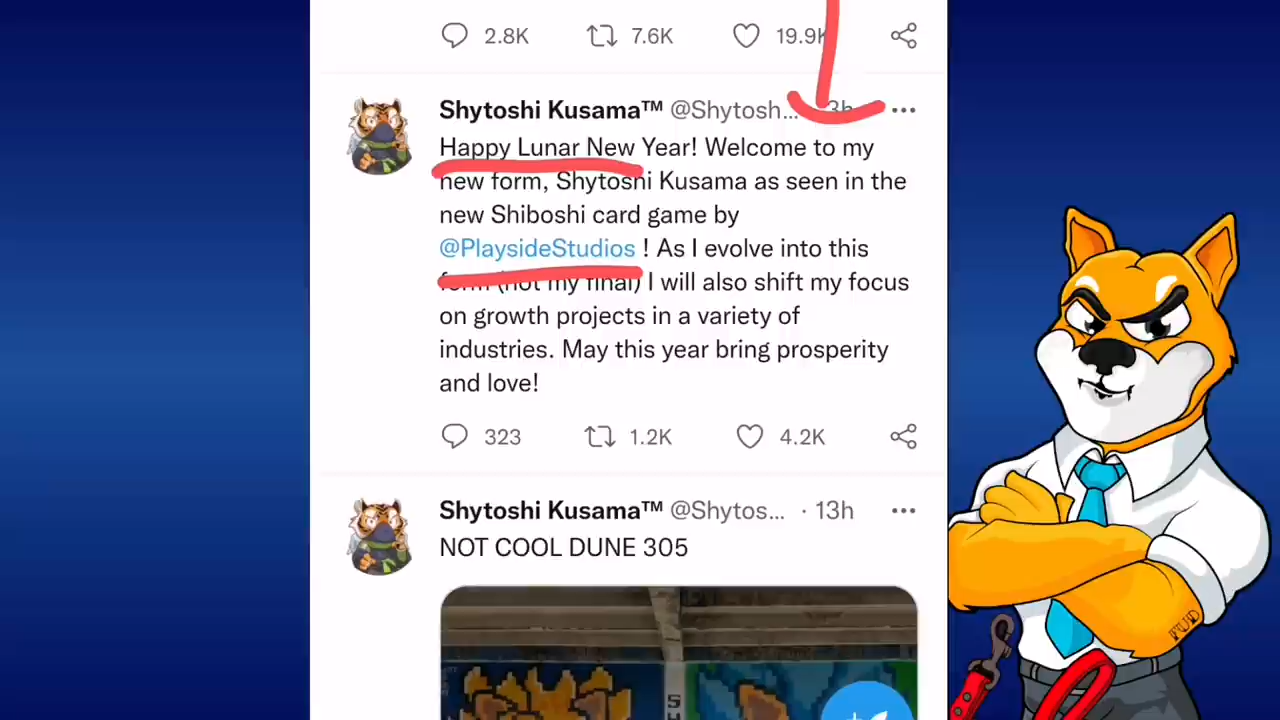 2.8K 7.6K 19.9K
Shytoshi Kusama™ @Shytosh... 3h
Happy Lunar New Year! Welcome to my
new form, Shytoshi Kusama as seen in the
new Shiboshi card game by
@PlaysideStudios ! As I evolve into this
form (not my final) I will also shift my focus
on growth projects in a variety of
industries. May this year bring prosperity
and love!
323 1.2K 4.2K
Shytoshi Kusama™ @Shytos... · 13h
NOT COOL DUNE 305
FUD